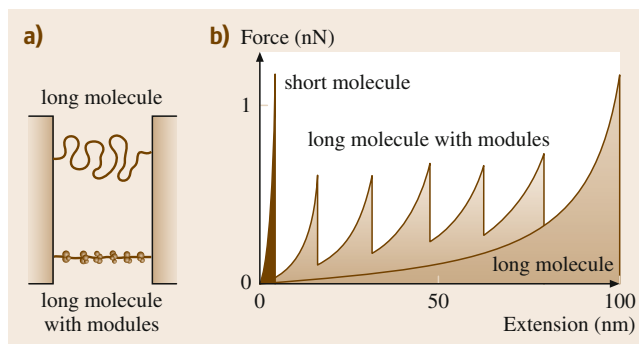 a)
long molecule
long molecule
with modules
b)
Force (nN)
1
short molecule
long molecule with modules
long molecule
0
0
50
100
Extension (nm)